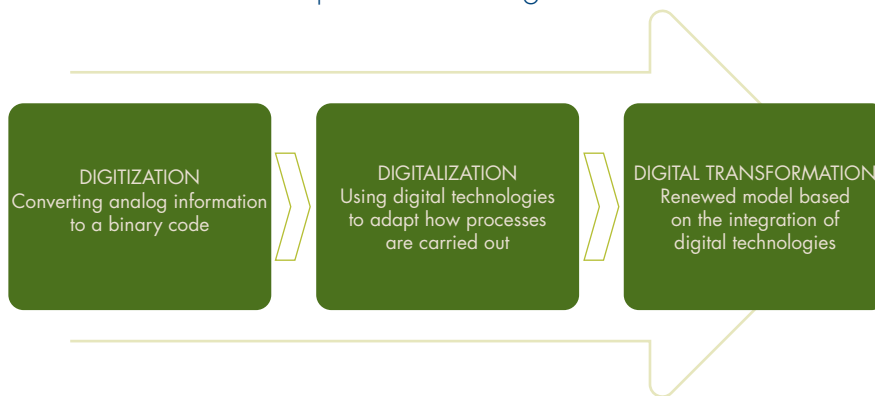 DIGITIZATION
Converting analog information
to a binary code
DIGITALIZATION
Using digital technologies
to adapt how processes
are carried out
DIGITAL TRANSFORMATION
Renewed model based
on the integration of
digital technologies